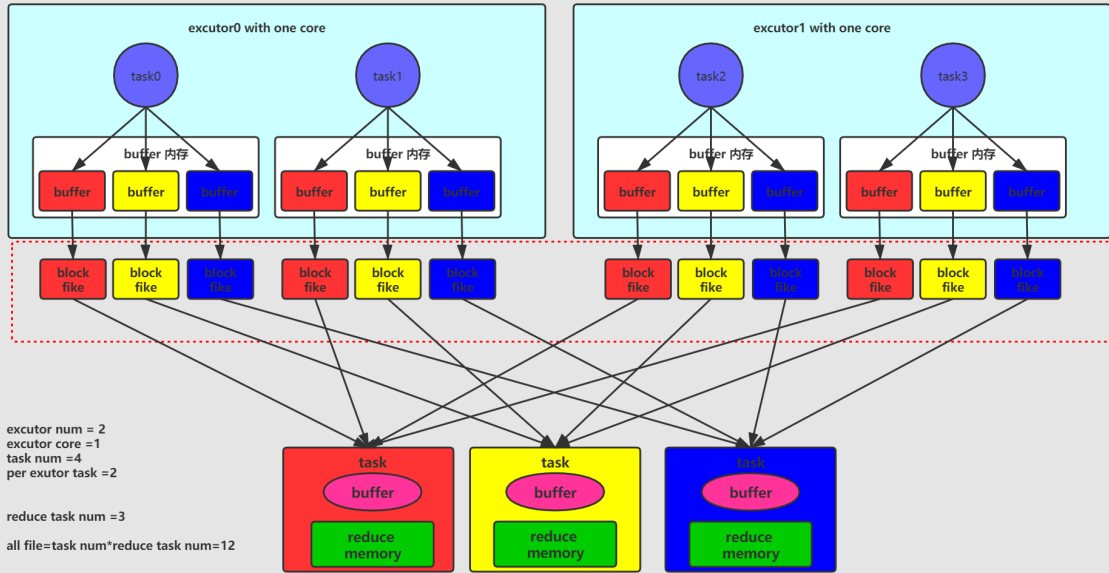 excutor0 with one core
excutor1 with one core
task0
task1
task2
task3
buffer 内存
buffer 内存
buffer 内存
buffer 内存
buffer
buffer
buffer
buffer
buffer
buffer
buffer
buffer
buffer
buffer
buffer
buffer
block
fike
block
fike
block
fike
block
fike
block
fike
block
fike
block
fike
block
fike
block
fike
block
fike
block
fike
block
fike
excutor num = 2
excutor core =1
task num =4
per exutor task =2
reduce task num =3
all file=task num*reduce task num=12
task
buffer
reduce
memory
task
buffer
reduce
memory
task
buffer
reduce
memory